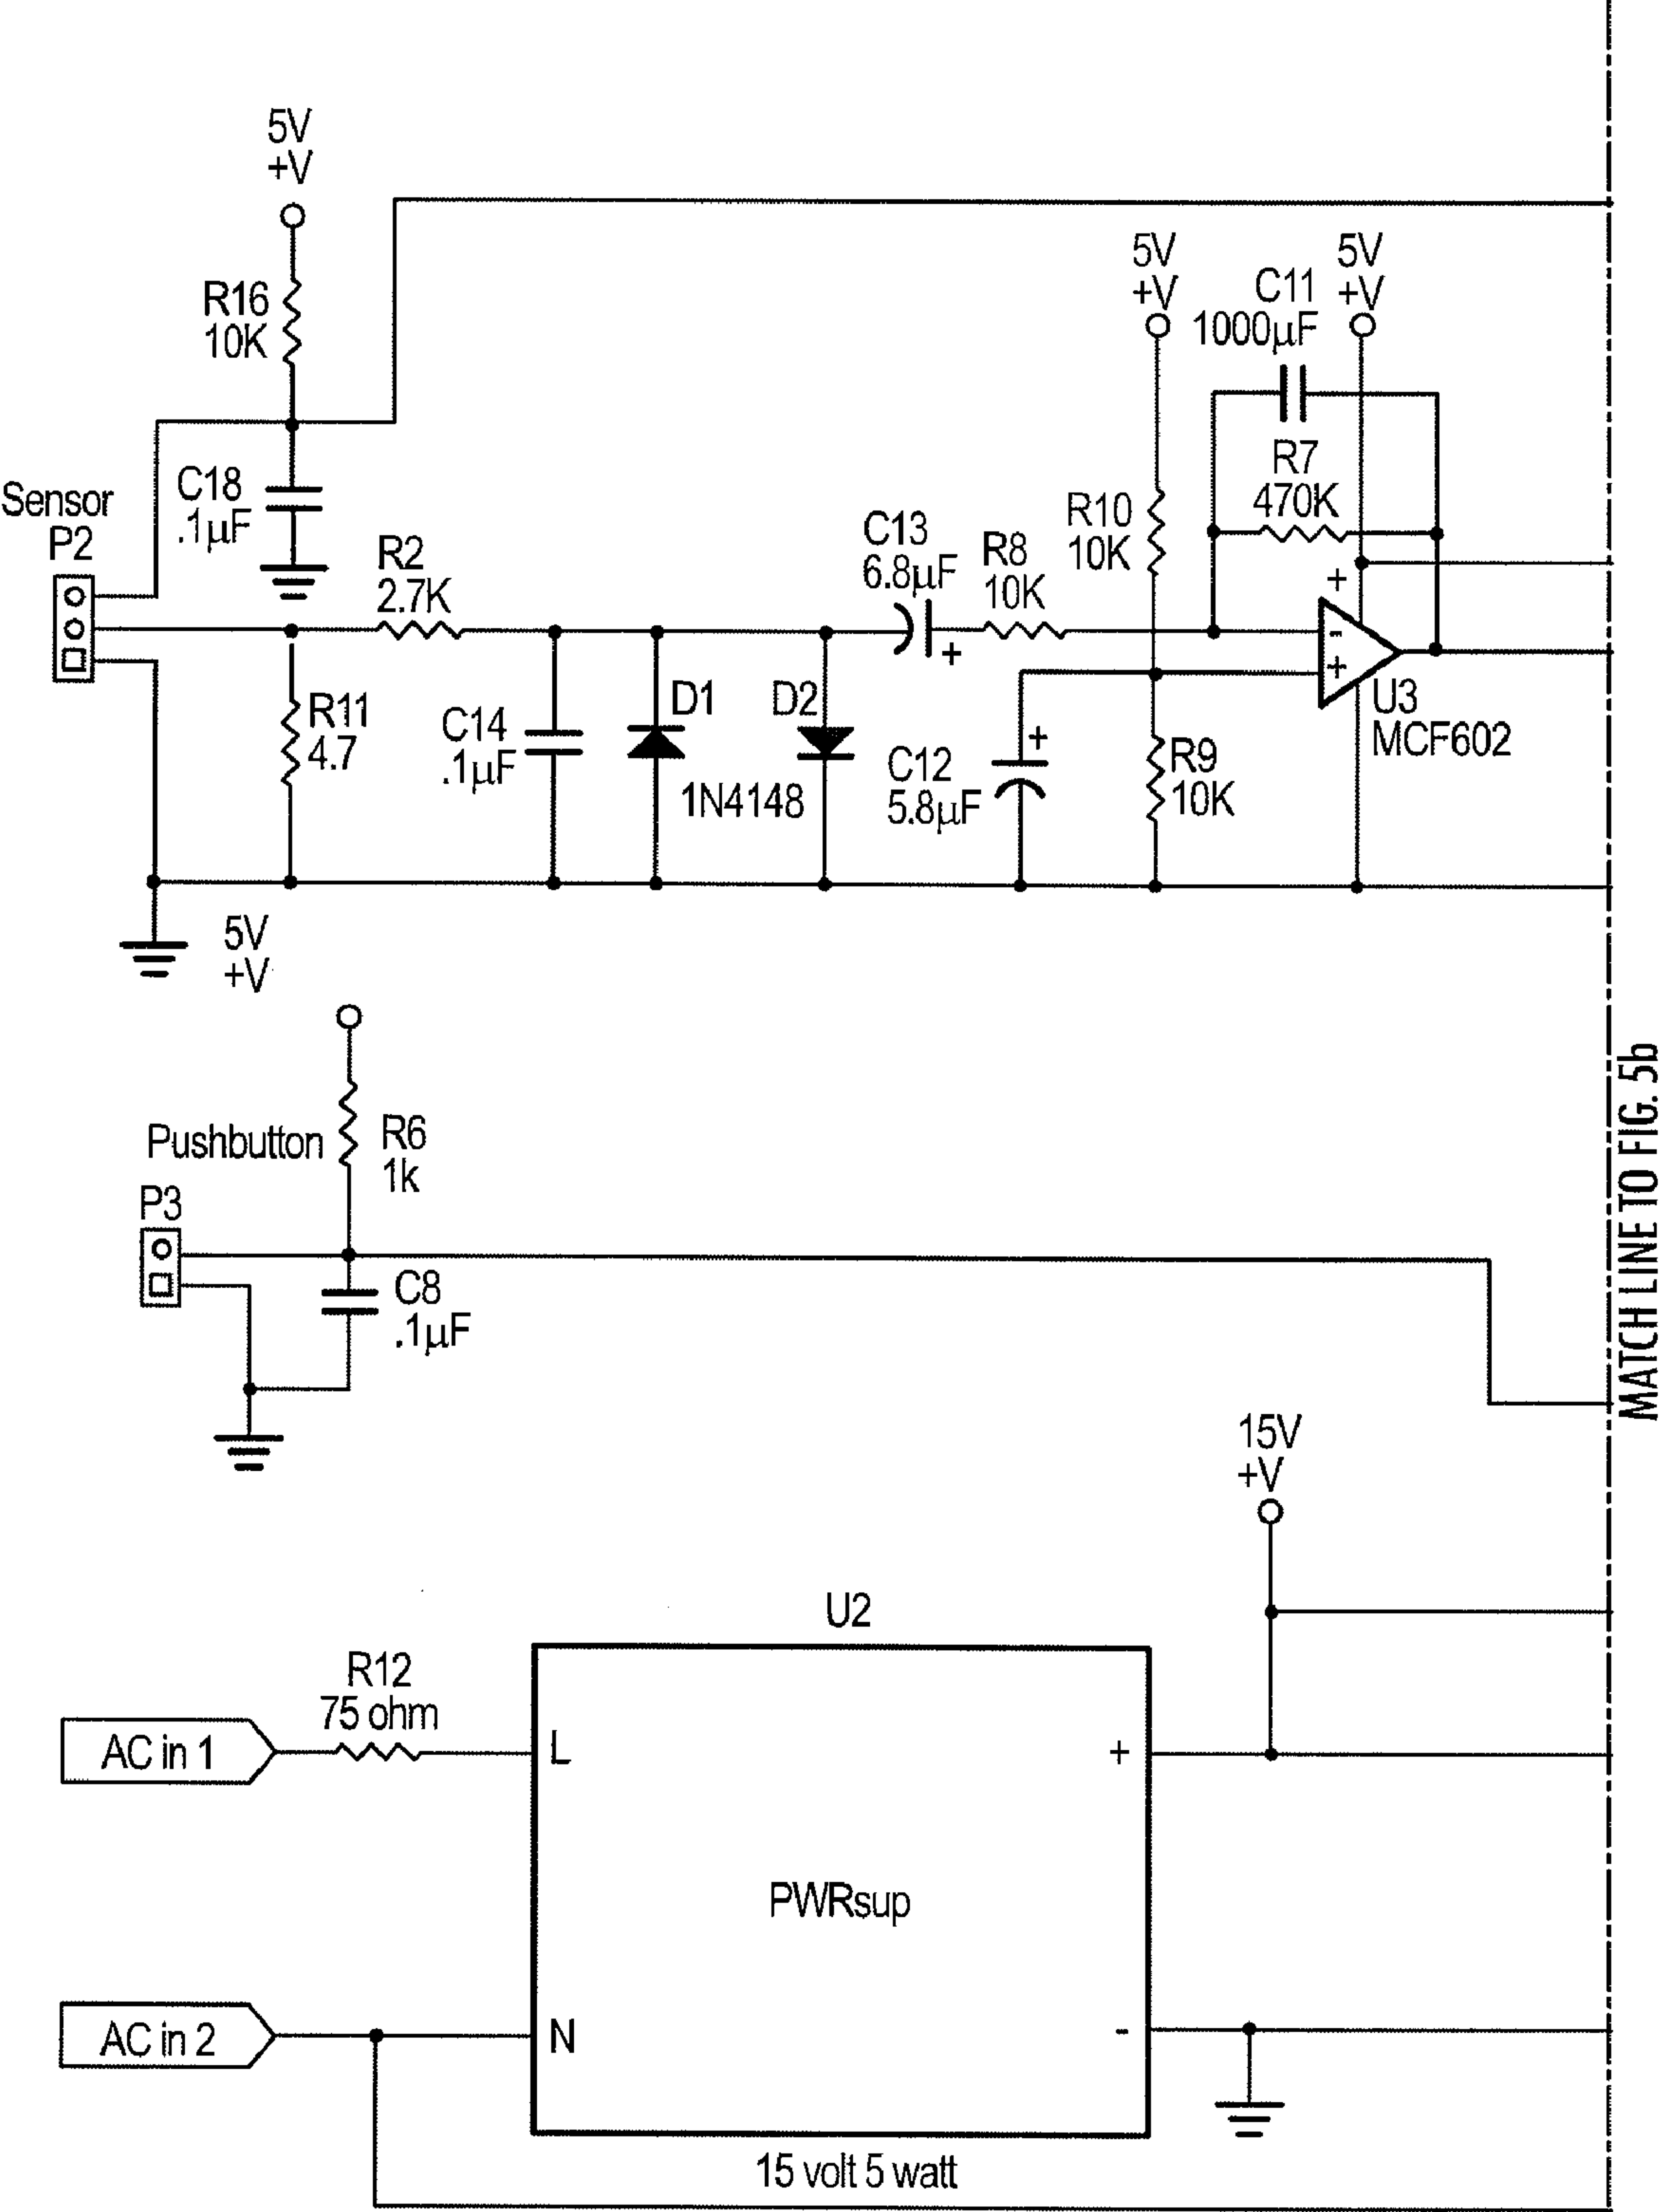 5V
+V
R16
10K
5V
+V
C11
1000µF
5V
+V
Sensor
P2
C18
.1µF
R2
2.7K
C13
6.8µF
+
R8
10K
R10
10K
R7
470K
+
-
+
U3
MCF602
R11
4.7
C14
.1µF
D1
D2
1N4148
C12
5.8µF
+
R9
10K
5V
+V
Pushbutton
R6
1k
P3
C8
.1µF
MATCH LINE TO FIG. 5b
15V
+V
U2
R12
75 ohm
AC in 1
L
+
PWRsup
AC in 2
N
-
15 volt 5 watt